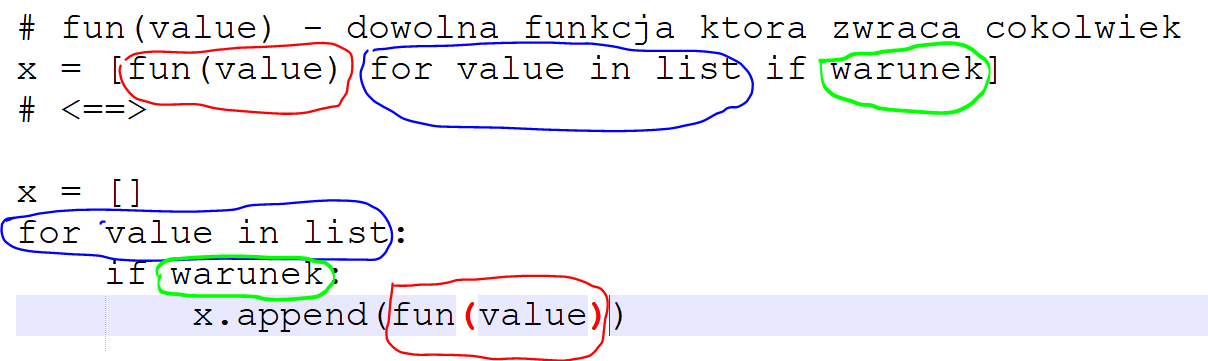 # fun(value) - dowolna funkcja ktora zwraca cokolwiek
x = [fun(value) for value in list if warunek]
# <==>
x = []
for value in list:
    if warunek:
        x.append(fun(value))